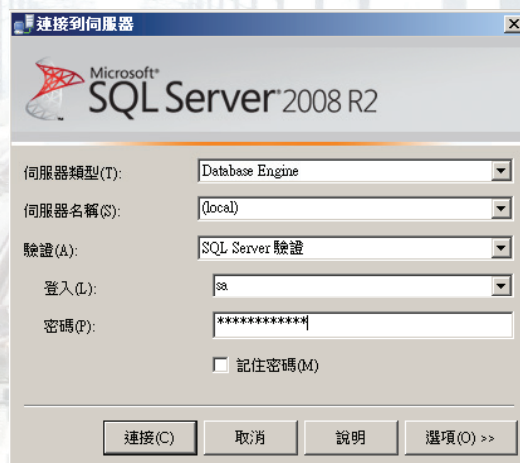 連接到伺服器
Microsoft®
SQL Server® 2008 R2
伺服器類型(T): Database Engine
伺服器名稱(S): (local)
驗證(A): SQL Server 驗證
登入(L): sa
密碼(P): ************
記住密碼(M)
連接(C) 取消 說明 選項(O) >>